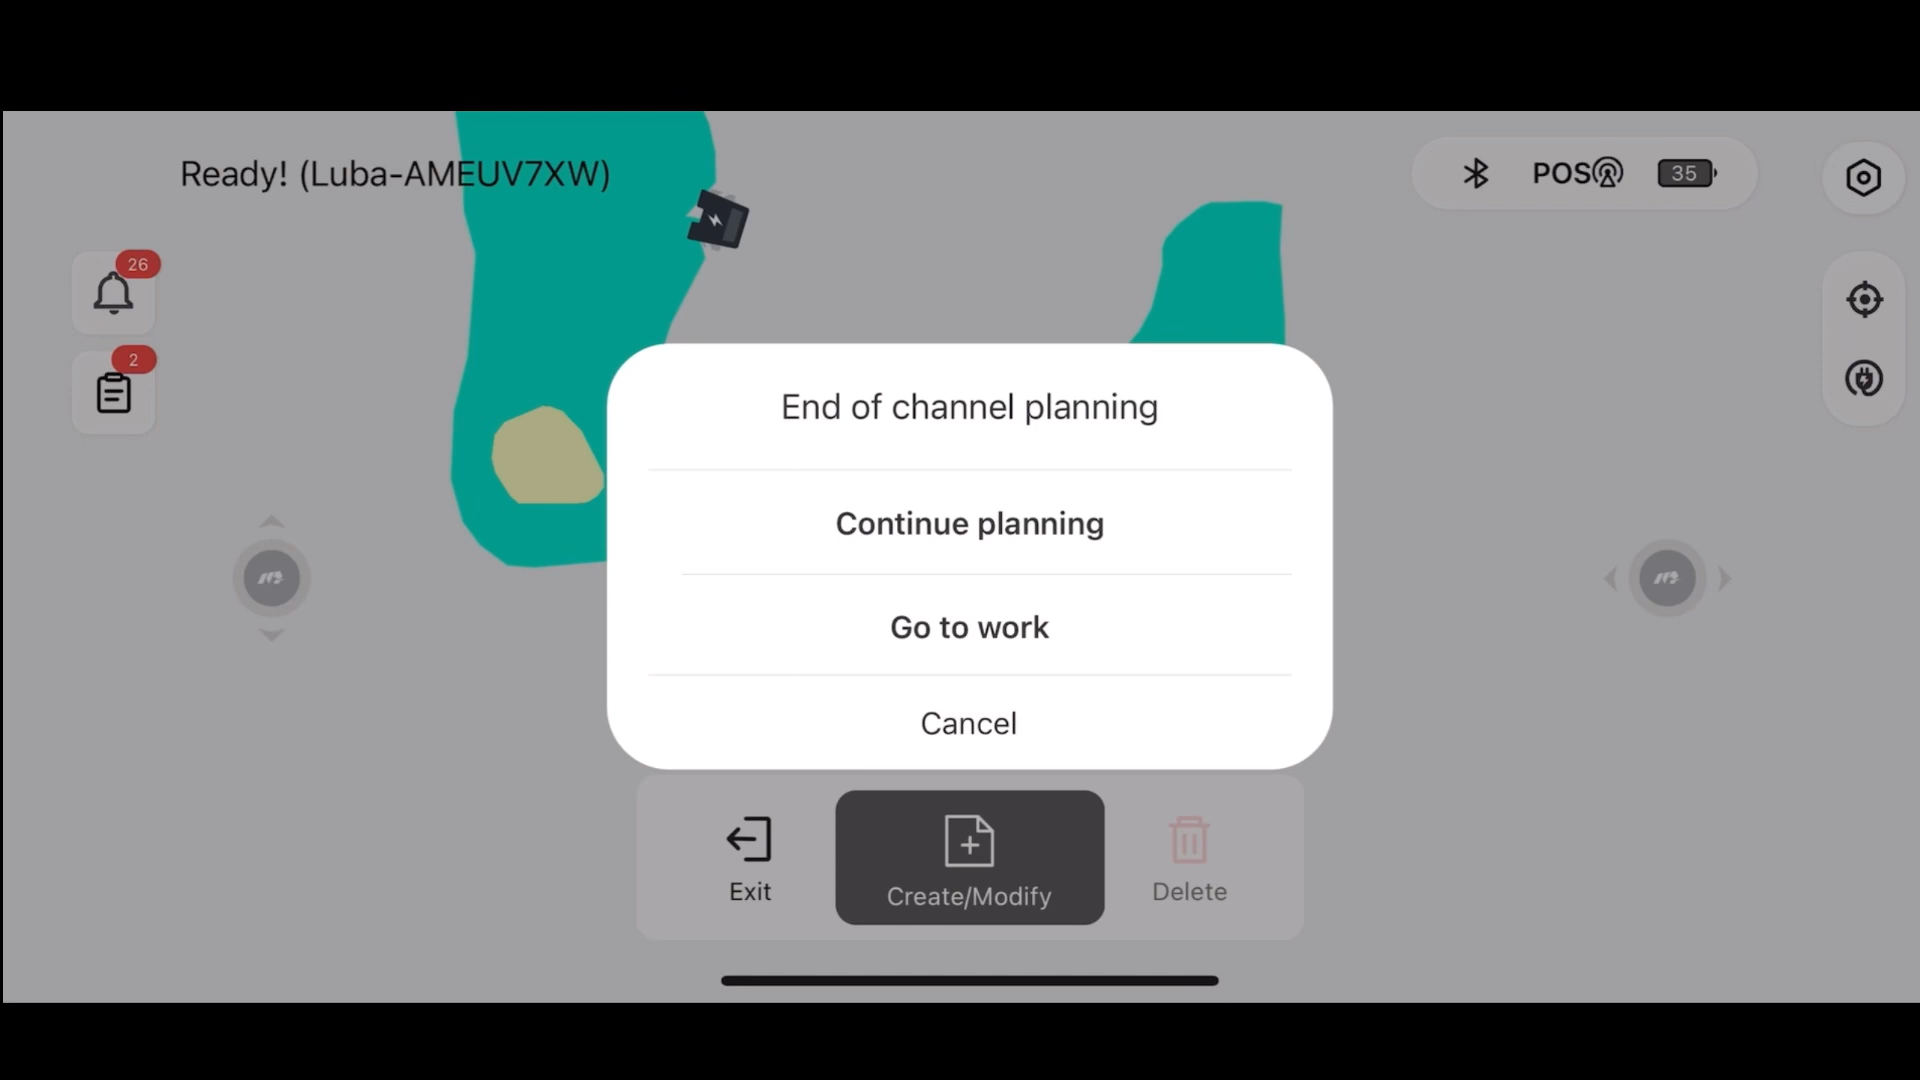 Ready! (Luba-AMEUV7XW)
POS
35
26
2
End of channel planning
Continue planning
Go to work
Cancel
Exit
Create/Modify
Delete